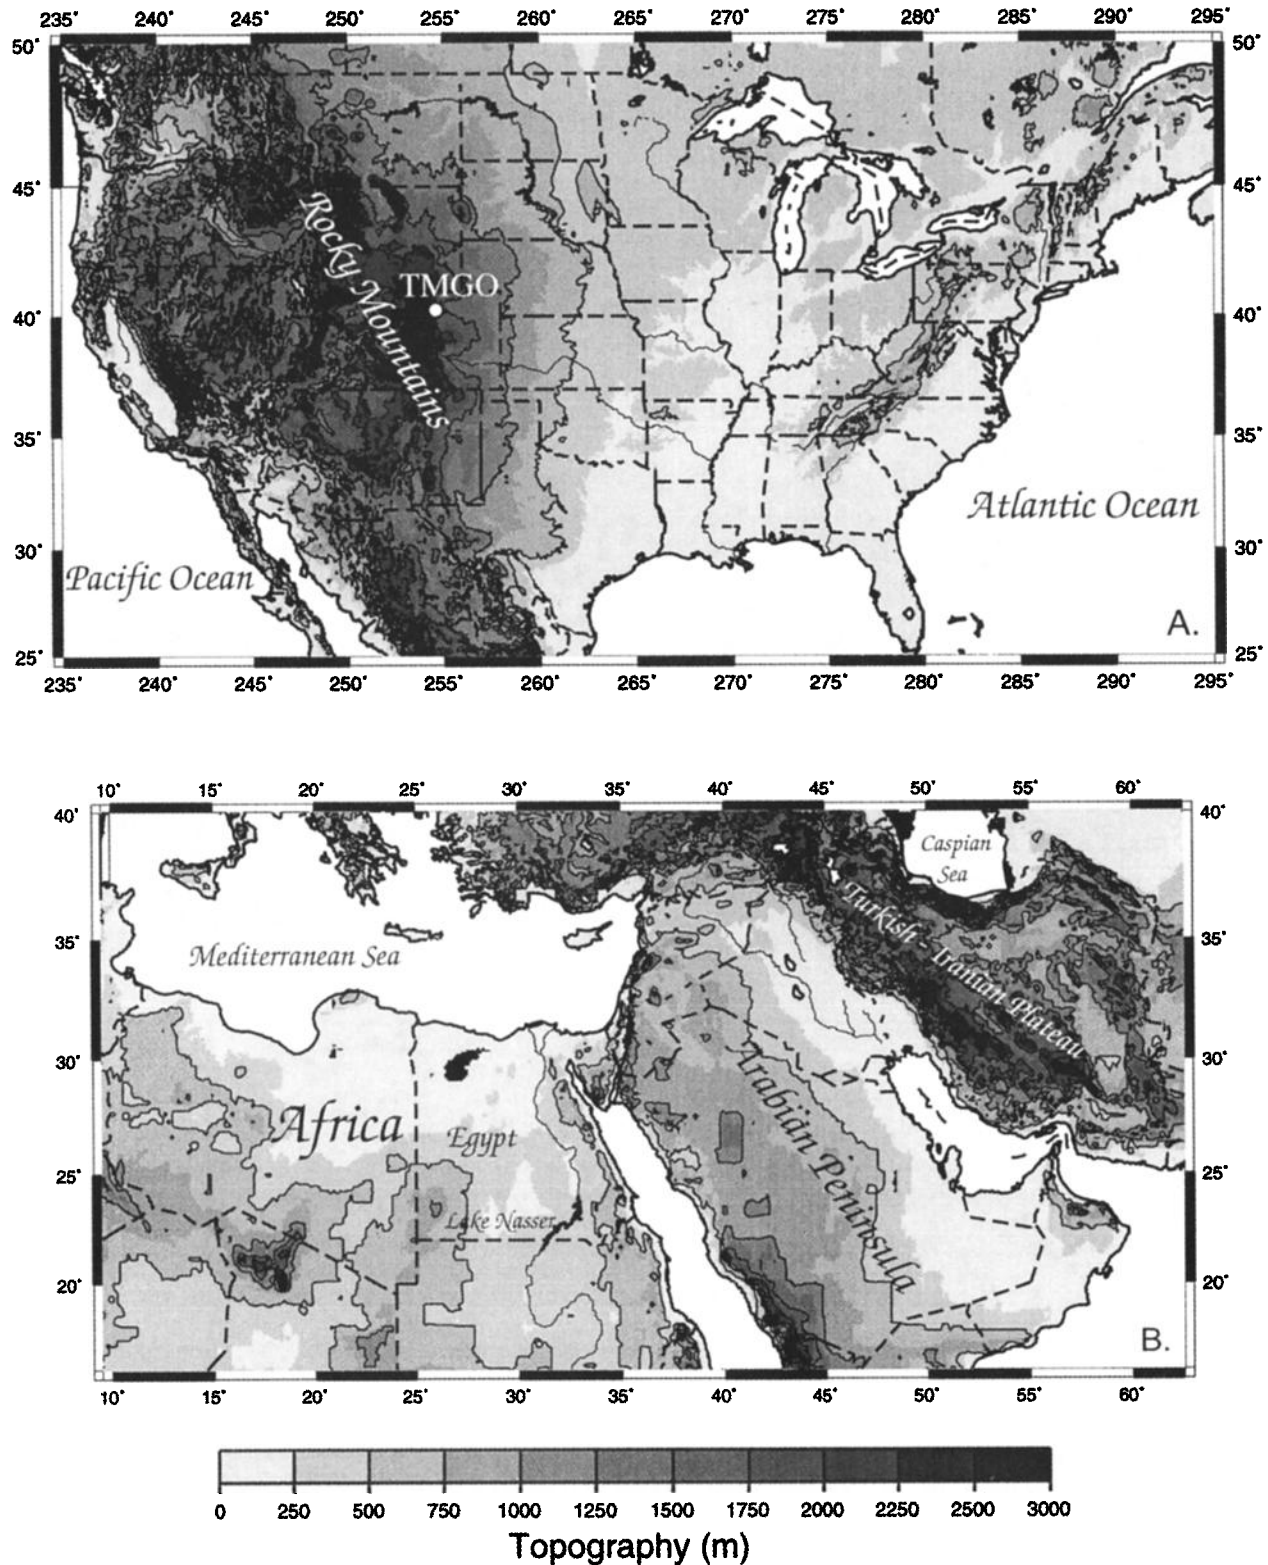 235° 240° 245° 250° 255° 260° 265° 270° 275° 280° 285° 290° 295°
50° 50°
45° 45°
Rocky Mountains
TMGO
40° 40°
35° 35°
Atlantic Ocean
30° 30°
Pacific Ocean
A.
25° 25°
235° 240° 245° 250° 255° 260° 265° 270° 275° 280° 285° 290° 295°
10° 15° 20° 25° 30° 35° 40° 45° 50° 55° 60°
40° 40°
Caspian
Sea
Turkish - Iranian Plateau
35° 35°
Mediterranean Sea
30° 30°
Arabian Peninsula
Africa
Egypt
25° 25°
Lake Nasser
20° 20°
B.
10° 15° 20° 25° 30° 35° 40° 45° 50° 55° 60°
0 250 500 750 1000 1250 1500 1750 2000 2250 2500 3000
Topography (m)